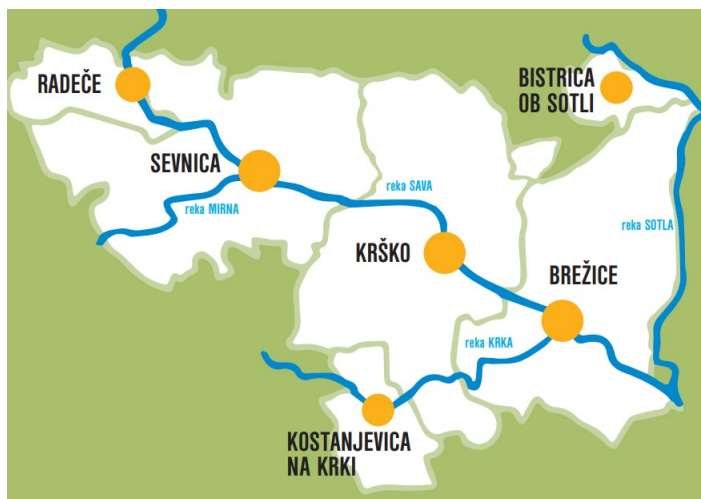 RADEČE
BISTRICA
OB SOTLI
SEVNICA
reka SAVA
reka MIRNA
reka SOTLA
KRŠKO
BREŽICE
reka KRKA
KOSTANJEVICA
NA KRKI